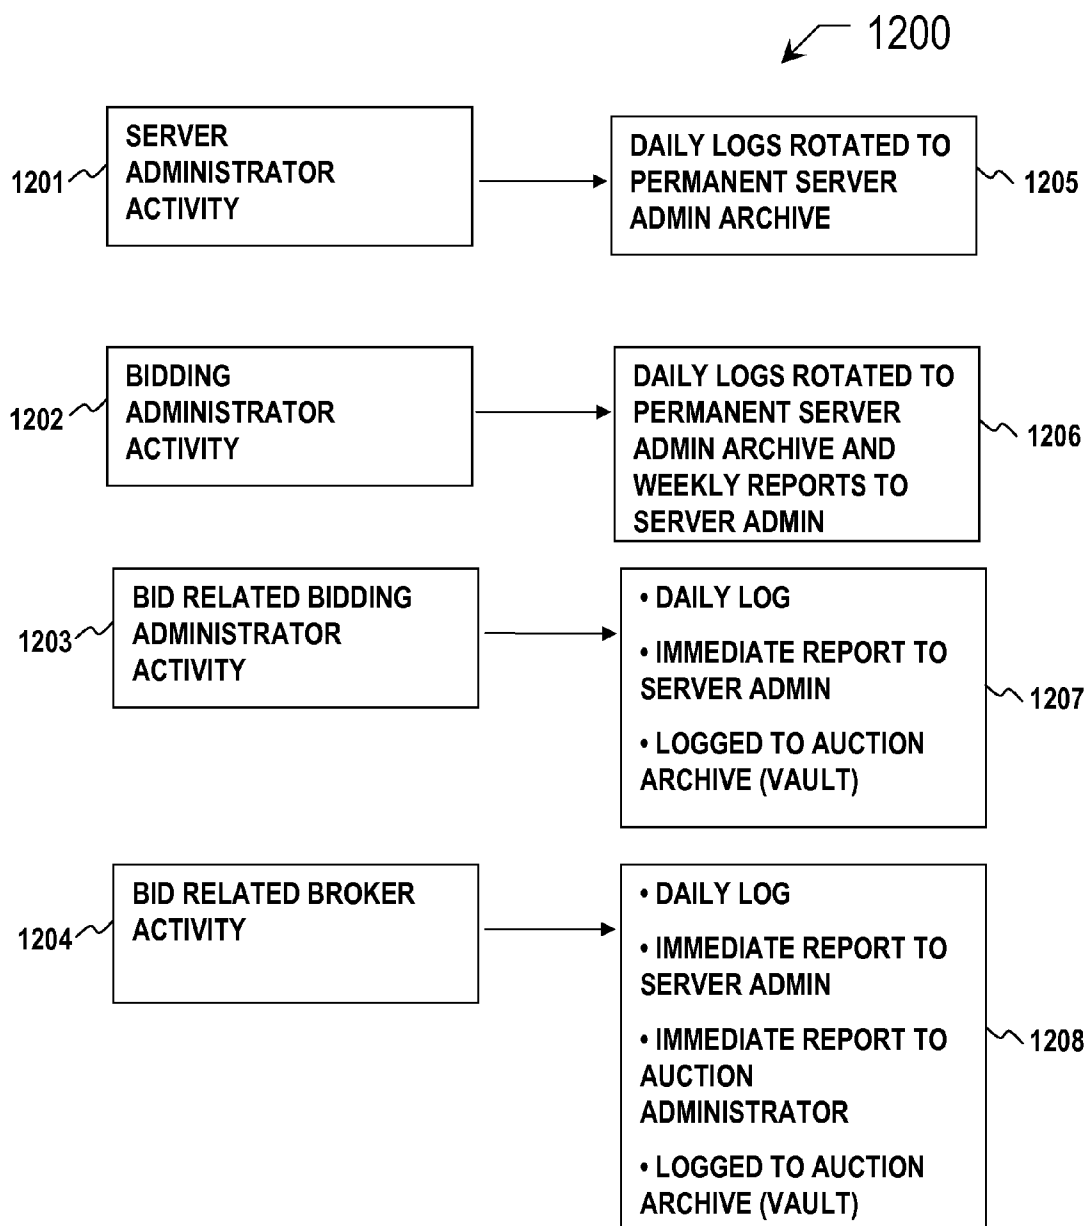 1200
SERVER
ADMINISTRATOR
ACTIVITY
1201
DAILY LOGS ROTATED TO
PERMANENT SERVER
ADMIN ARCHIVE
1205
BIDDING
ADMINISTRATOR
ACTIVITY
1202
DAILY LOGS ROTATED TO
PERMANENT SERVER
ADMIN ARCHIVE AND
WEEKLY REPORTS TO
SERVER ADMIN
1206
BID RELATED BIDDING
ADMINISTRATOR
ACTIVITY
1203
• DAILY LOG
• IMMEDIATE REPORT TO
SERVER ADMIN
• LOGGED TO AUCTION
ARCHIVE (VAULT)
1207
BID RELATED BROKER
ACTIVITY
1204
• DAILY LOG
• IMMEDIATE REPORT TO
SERVER ADMIN
• IMMEDIATE REPORT TO
AUCTION
ADMINISTRATOR
• LOGGED TO AUCTION
ARCHIVE (VAULT)
1208